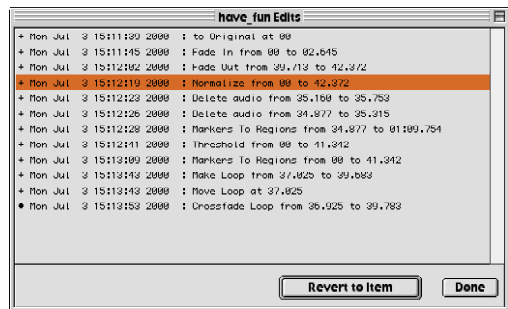 have_fun Edits
+ Mon Jul 3 15:11:39 2000 : to Original at 00
+ Mon Jul 3 15:11:45 2000 : Fade In from 00 to 02.645
+ Mon Jul 3 15:12:02 2000 : Fade Out from 39.713 to 42.372
+ Mon Jul 3 15:12:19 2000 : Normalize from 00 to 42.372
+ Mon Jul 3 15:12:23 2000 : Delete audio from 35.160 to 35.753
+ Mon Jul 3 15:12:26 2000 : Delete audio from 34.877 to 35.315
+ Mon Jul 3 15:12:28 2000 : Markers To Regions from 34.877 to 01:09.754
+ Mon Jul 3 15:12:41 2000 : Threshold from 00 to 41.342
+ Mon Jul 3 15:13:09 2000 : Markers To Regions from 00 to 41.342
+ Mon Jul 3 15:13:43 2000 : Make Loop from 37.025 to 39.683
+ Mon Jul 3 15:13:43 2000 : Move Loop at 37.025
● Mon Jul 3 15:13:53 2000 : Crossfade Loop from 36.925 to 39.783
Revert to Item
Done